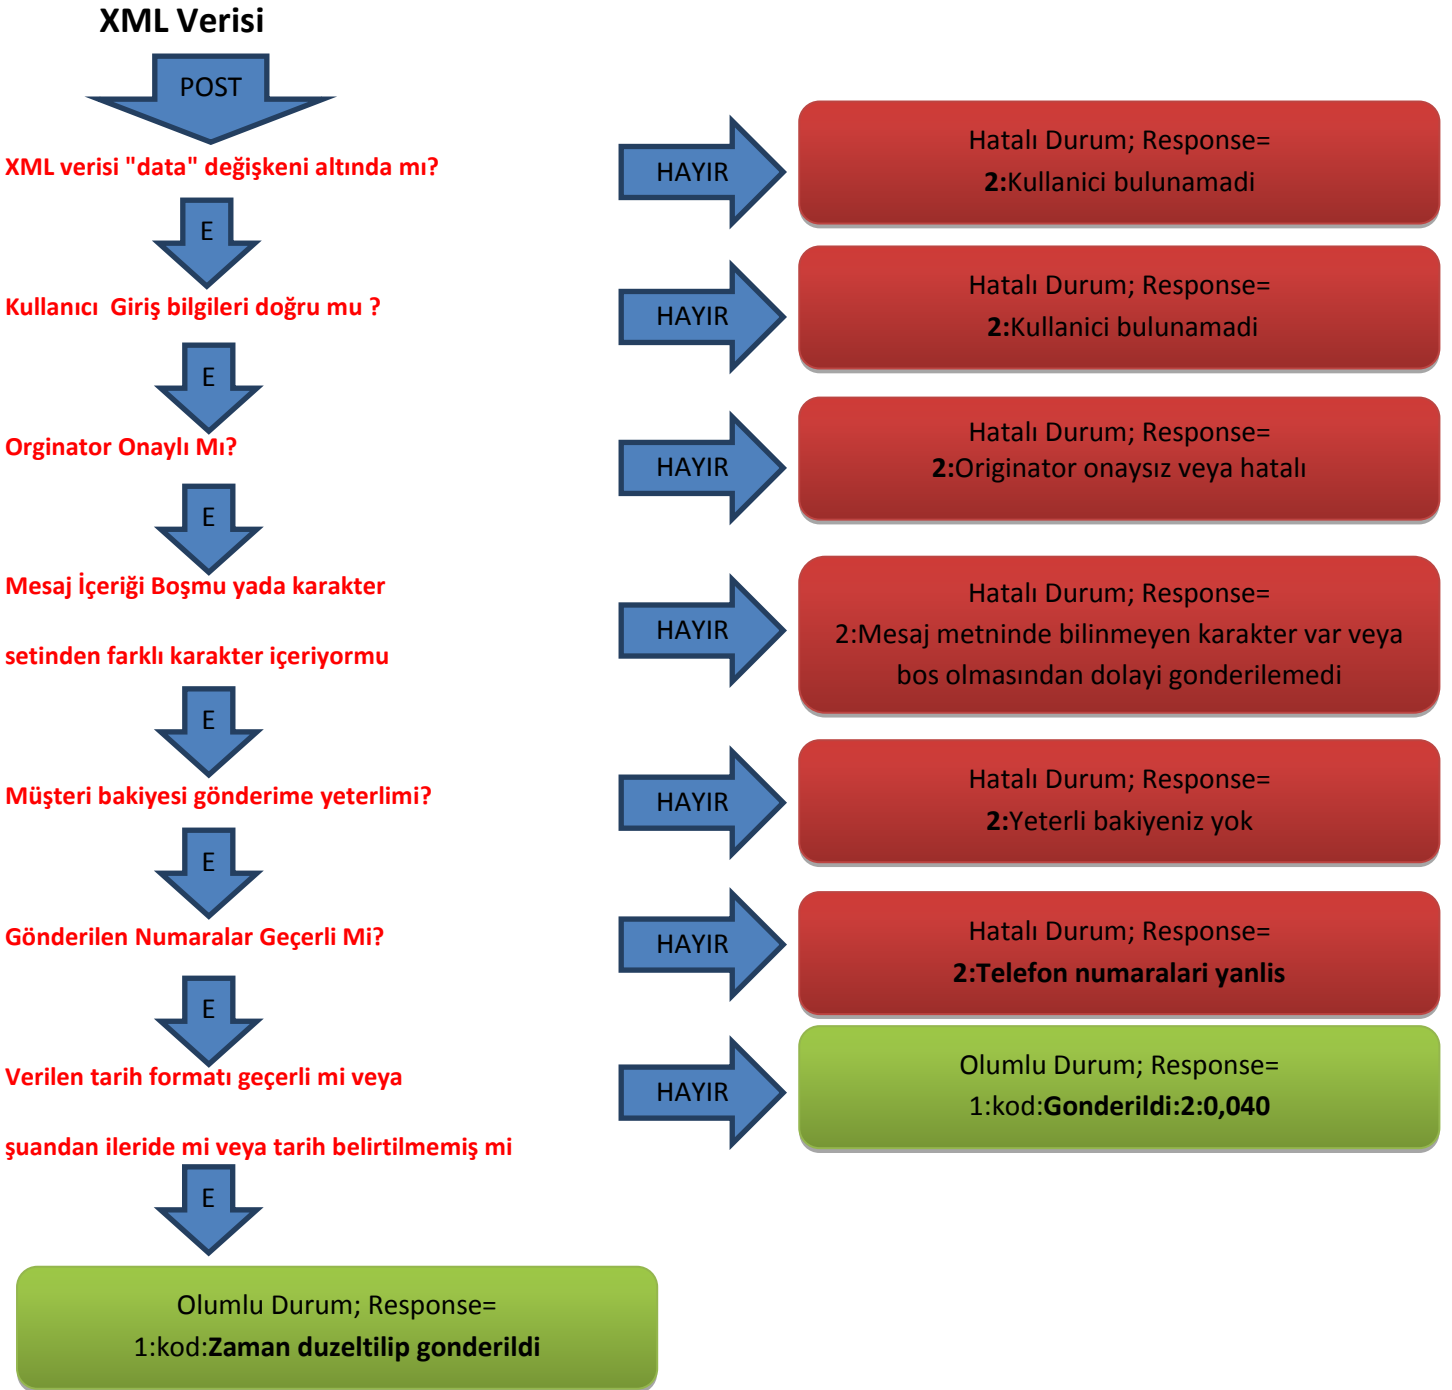 XML Verisi
POST
XML verisi "data" değişkeni altında mı?
HAYIR
Hatalı Durum; Response=
2:Kullanici bulunamadi
E
Kullanıcı  Giriş bilgileri doğru mu ?
HAYIR
Hatalı Durum; Response=
2:Kullanici bulunamadi
E
Orginator Onaylı Mı?
HAYIR
Hatalı Durum; Response=
2:Originator onaysız veya hatalı
E
Mesaj İçeriği Boşmu yada karakter
setinden farklı karakter içeriyormu
HAYIR
Hatalı Durum; Response=
2:Mesaj metninde bilinmeyen karakter var veya
bos olmasından dolayi gonderilemedi
E
Müşteri bakiyesi gönderime yeterlimi?
HAYIR
Hatalı Durum; Response=
2:Yeterli bakiyeniz yok
E
Gönderilen Numaralar Geçerli Mi?
HAYIR
Hatalı Durum; Response=
2:Telefon numaralari yanlis
E
Verilen tarih formatı geçerli mi veya
şuandan ileride mi veya tarih belirtilmemiş mi
HAYIR
Olumlu Durum; Response=
1:kod:Gonderildi:2:0,040
E
Olumlu Durum; Response=
1:kod:Zaman duzeltilip gonderildi